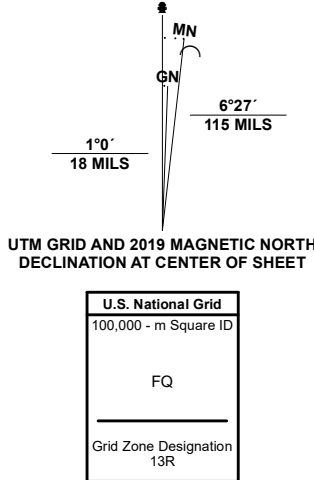 MN
GN
6°27´
115 MILS
1°0´
18 MILS
UTM GRID AND 2019 MAGNETIC NORTH
DECLINATION AT CENTER OF SHEET
U.S. National Grid
100,000 - m Square ID
FQ
Grid Zone Designation
13R